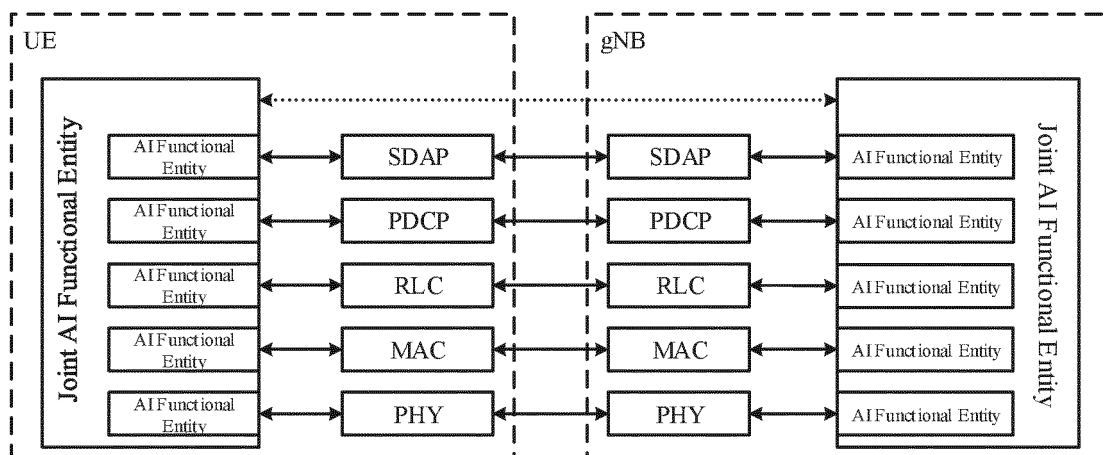 UE
gNB
Joint AI Functional Entity
AI Functional
Entity
SDAP
SDAP
AI Functional Entity
AI Functional
Entity
PDCP
PDCP
AI Functional Entity
AI Functional
Entity
RLC
RLC
AI Functional Entity
AI Functional
Entity
MAC
MAC
AI Functional Entity
AI Functional
Entity
PHY
PHY
AI Functional Entity
Joint AI Functional Entity